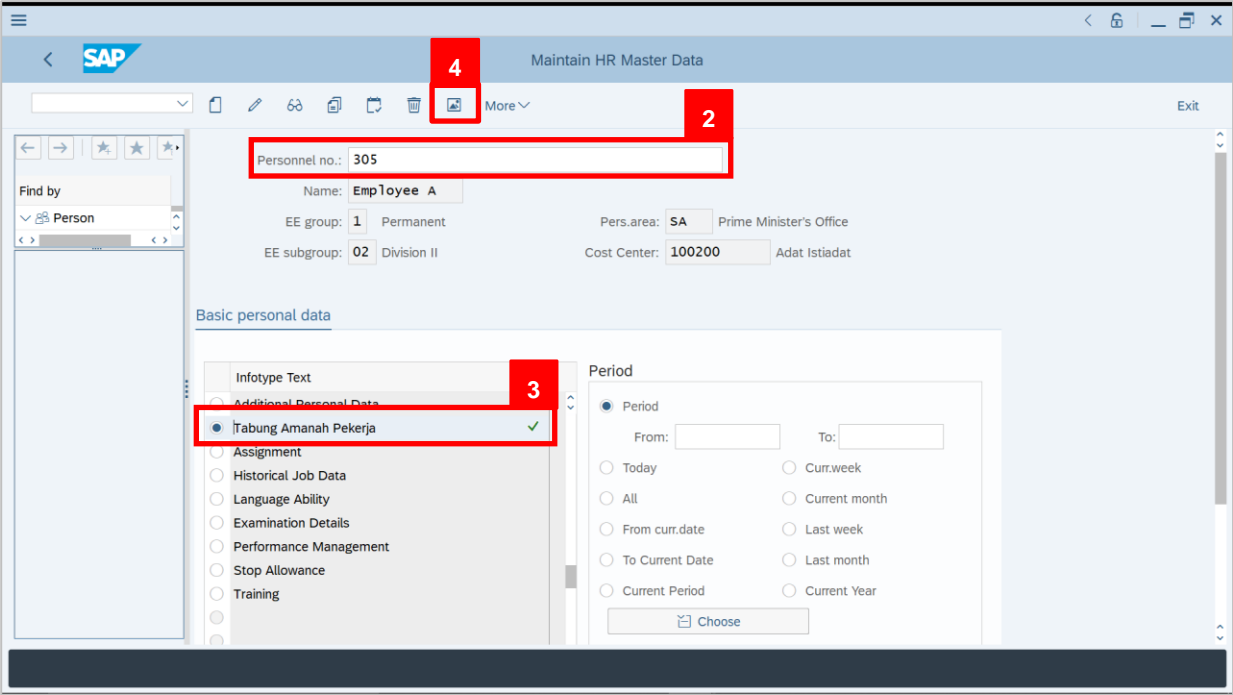 SAP
Maintain HR Master Data
4
More
Exit
2
Personnel no.: 305
Find by
Name: Employee A
Person
EE group: 1 Permanent Pers.area: SA Prime Minister's Office
EE subgroup: 02 Division II Cost Center: 100200 Adat Istiadat
Basic personal data
Infotype Text
3
Additional Personal Data
Tabung Amanah Pekerja
Assignment
Historical Job Data
Language Ability
Examination Details
Performance Management
Stop Allowance
Training
Period
Period
From: To:
Today Curr.week
All Current month
From curr.date Last week
To Current Date Last month
Current Period Current Year
Choose